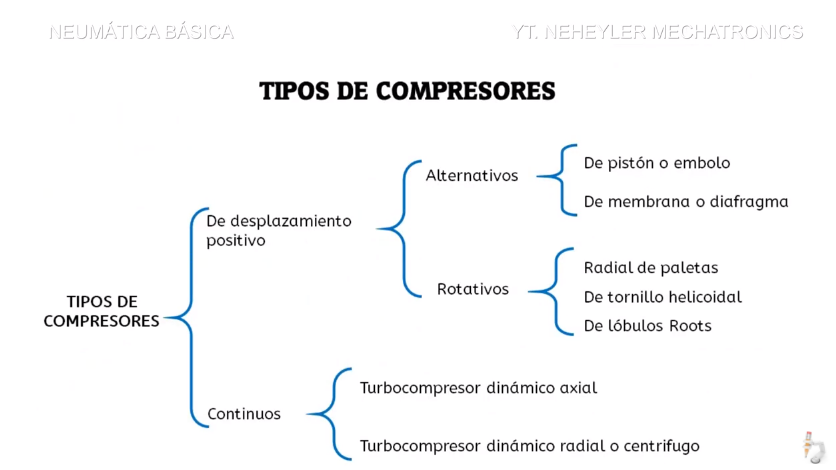 NEUMÁTICA BÁSICA
YT. NEHEYLER MECHATRONICS
TIPOS DE COMPRESORES
TIPOS DE
COMPRESORES
De desplazamiento
positivo
Alternativos
De pistón o embolo
De membrana o diafragma
Rotativos
Radial de paletas
De tornillo helicoidal
De lóbulos Roots
Continuos
Turbocompresor dinámico axial
Turbocompresor dinámico radial o centrifugo